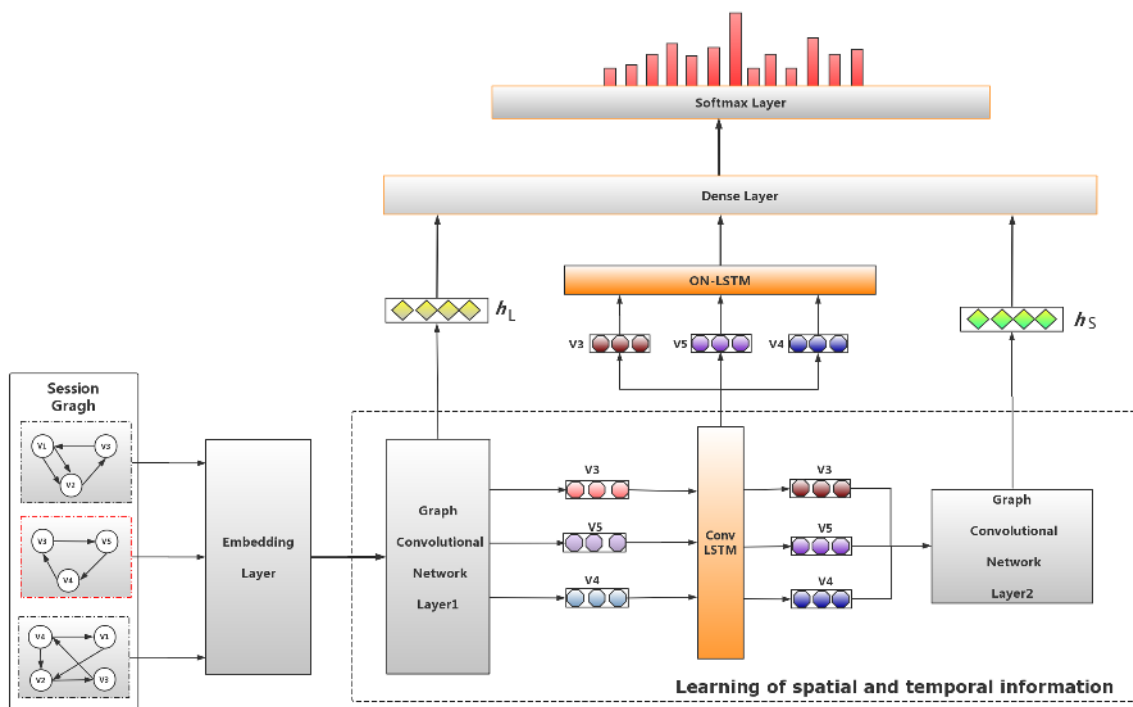 Softmax Layer
Dense Layer
ON-LSTM
h L
h S
V3
V5
V4
Session
Gragh
V1
V3
V2
V3
V5
V4
V4
V1
V2
V3
Embedding
Layer
Graph
Convolutional
Network
Layer1
V3
V5
V4
Conv
LSTM
V3
V5
V4
Graph
Convolutional
Network
Layer2
Learning of spatial and temporal information